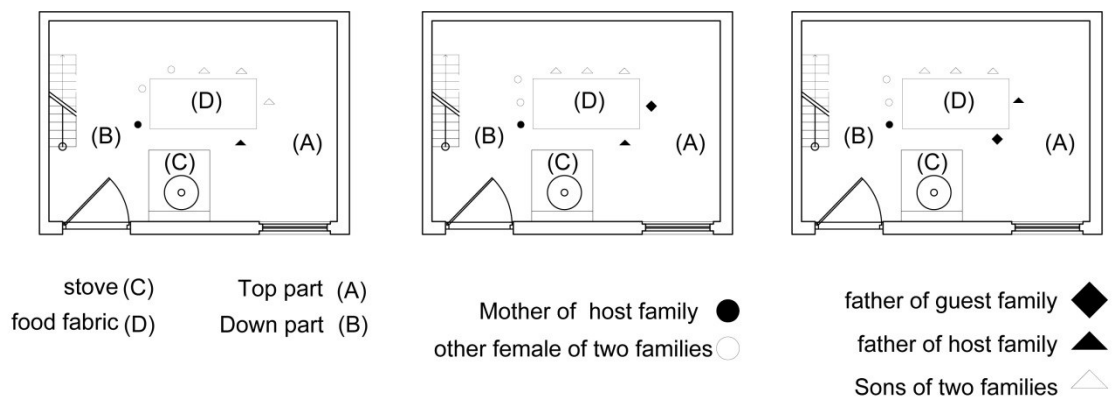 (D) (B) (A) (C)
(D) (B) (A) (C)
(D) (B) (A) (C)
stove (C)
food fabric (D)
Top part (A)
Down part (B)
Mother of host family
other female of two families
father of guest family
father of host family
Sons of two families